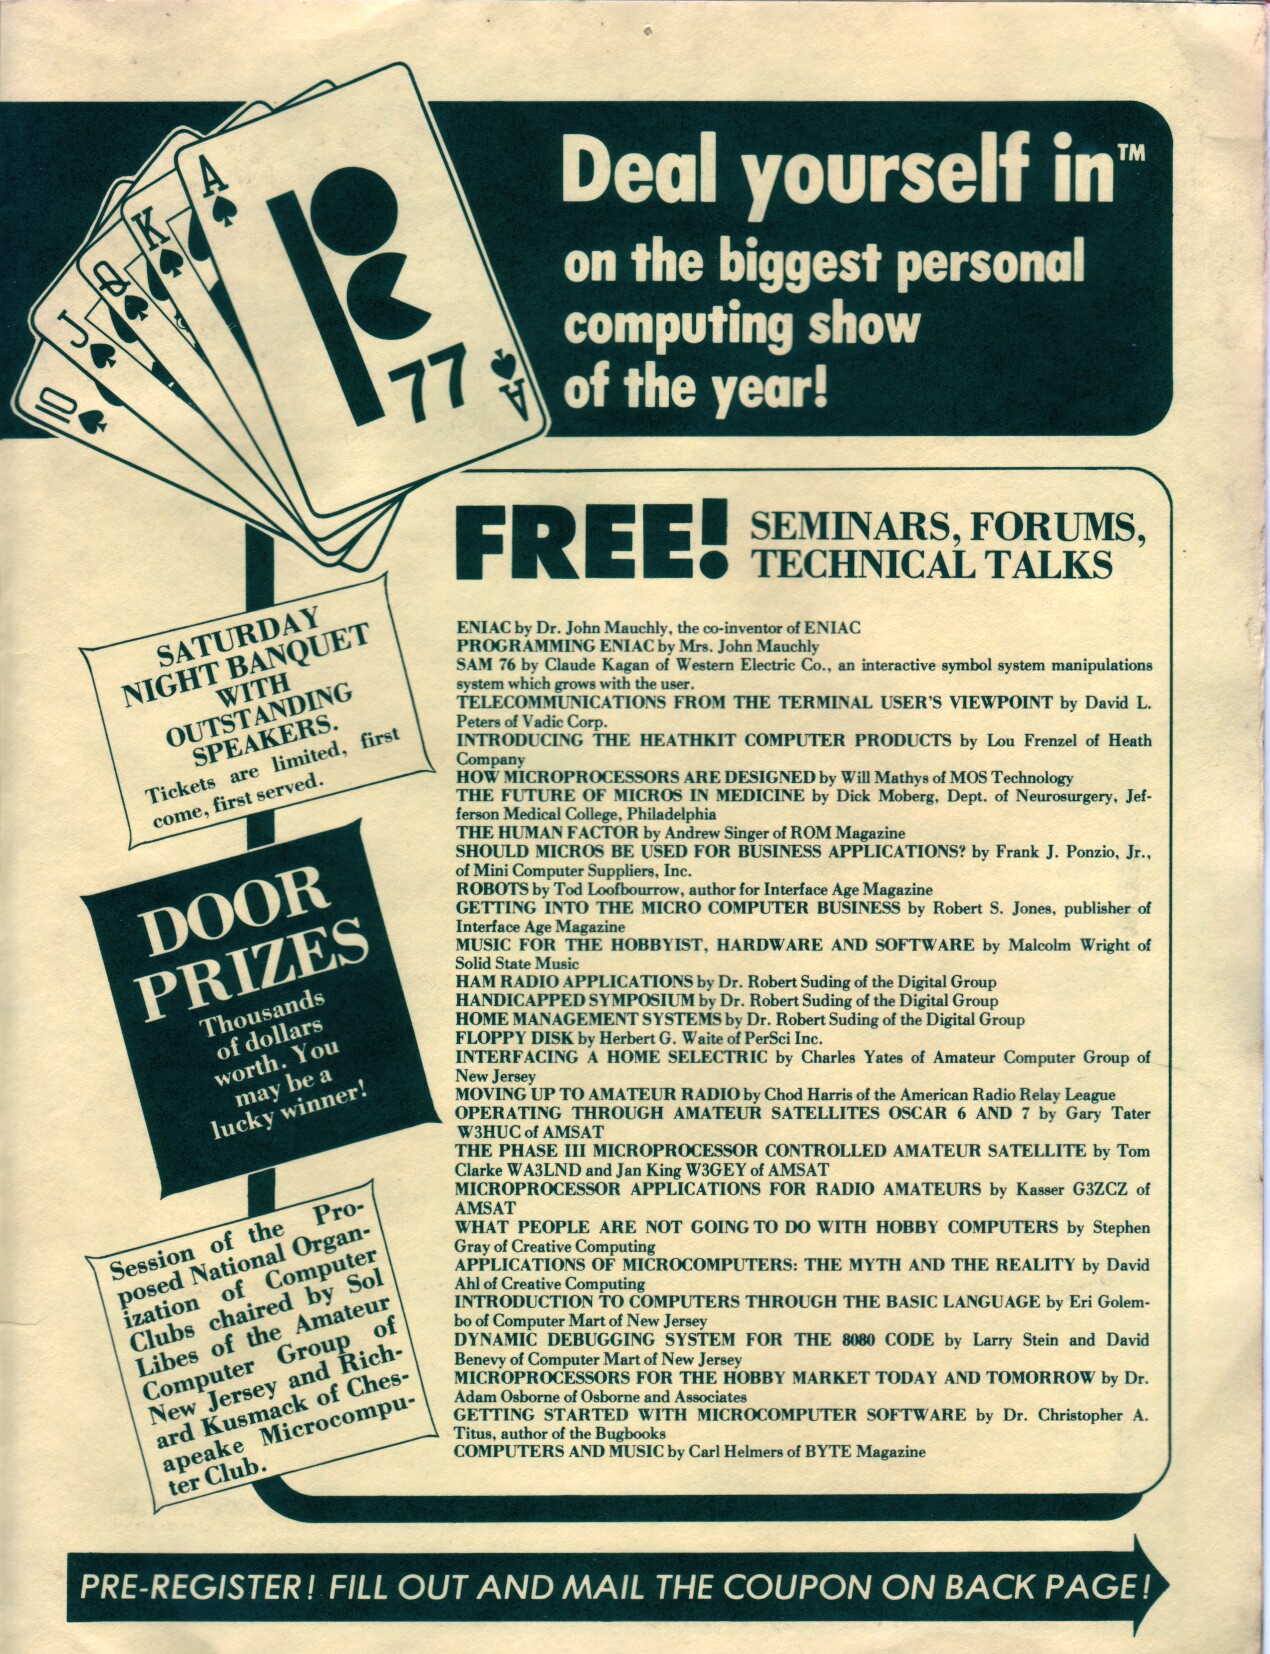 Deal yourself in™
on the biggest personal
computing show
of the year!
A
K
Q
J
10
77
A
FREE! SEMINARS, FORUMS,
TECHNICAL TALKS
ENIAC by Dr. John Mauchly, the co-inventor of ENIAC
PROGRAMMING ENIAC by Mrs. John Mauchly
SAM 76 by Claude Kagan of Western Electric Co., an interactive symbol system manipulations
system which grows with the user.
TELECOMMUNICATIONS FROM THE TERMINAL USER'S VIEWPOINT by David L.
Peters of Vadic Corp.
INTRODUCING THE HEATHKIT COMPUTER PRODUCTS by Lou Frenzel of Heath
Company
HOW MICROPROCESSORS ARE DESIGNED by Will Mathys of MOS Technology
THE FUTURE OF MICROS IN MEDICINE by Dick Moberg, Dept. of Neurosurgery, Jef-
ferson Medical College, Philadelphia
THE HUMAN FACTOR by Andrew Singer of ROM Magazine
SHOULD MICROS BE USED FOR BUSINESS APPLICATIONS? by Frank J. Ponzio, Jr.,
of Mini Computer Suppliers, Inc.
ROBOTS by Tod Loofbourrow, author for Interface Age Magazine
GETTING INTO THE MICRO COMPUTER BUSINESS by Robert S. Jones, publisher of
Interface Age Magazine
MUSIC FOR THE HOBBYIST, HARDWARE AND SOFTWARE by Malcolm Wright of
Solid State Music
HAM RADIO APPLICATIONS by Dr. Robert Suding of the Digital Group
HANDICAPPED SYMPOSIUM by Dr. Robert Suding of the Digital Group
HOME MANAGEMENT SYSTEMS by Dr. Robert Suding of the Digital Group
FLOPPY DISK by Herbert G. Waite of PerSci Inc.
INTERFACING A HOME SELECTRIC by Charles Yates of Amateur Computer Group of
New Jersey
MOVING UP TO AMATEUR RADIO by Chod Harris of the American Radio Relay League
OPERATING THROUGH AMATEUR SATELLITES OSCAR 6 AND 7 by Gary Tater
W3HUC of AMSAT
THE PHASE III MICROPROCESSOR CONTROLLED AMATEUR SATELLITE by Tom
Clarke WA3LND and Jan King W3GEY of AMSAT
MICROPROCESSOR APPLICATIONS FOR RADIO AMATEURS by Kasser G3ZCZ of
AMSAT
WHAT PEOPLE ARE NOT GOING TO DO WITH HOBBY COMPUTERS by Stephen
Gray of Creative Computing
APPLICATIONS OF MICROCOMPUTERS: THE MYTH AND THE REALITY by David
Ahl of Creative Computing
INTRODUCTION TO COMPUTERS THROUGH THE BASIC LANGUAGE by Eri Golem-
bo of Computer Mart of New Jersey
DYNAMIC DEBUGGING SYSTEM FOR THE 8080 CODE by Larry Stein and David
Benevy of Computer Mart of New Jersey
MICROPROCESSORS FOR THE HOBBY MARKET TODAY AND TOMORROW by Dr.
Adam Osborne of Osborne and Associates
GETTING STARTED WITH MICROCOMPUTER SOFTWARE by Dr. Christopher A.
Titus, author of the Bugbooks
COMPUTERS AND MUSIC by Carl Helmers of BYTE Magazine
SATURDAY
NIGHT BANQUET
WITH
OUTSTANDING
SPEAKERS.
Tickets are limited, first
come, first served.
DOOR
PRIZES
Thousands
of dollars
worth. You
may be a
lucky winner!
Session of the Pro-
posed National Organ-
ization of Computer
Clubs chaired by Sol
Libes of the Amateur
Computer Group of
New Jersey and Rich-
ard Kusmack of Ches-
apeake Microcompu-
ter Club.
PRE-REGISTER! FILL OUT AND MAIL THE COUPON ON BACK PAGE!